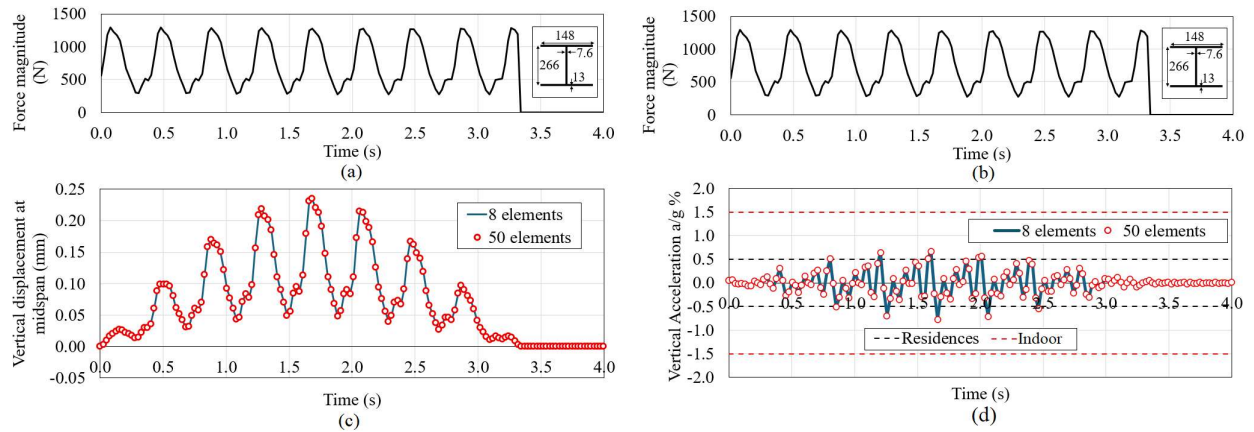 (a)
Force magnitude
(N)
1500
1000
500
0
148
7.6
266
13
0.0 0.5 1.0 1.5 2.0 2.5 3.0 3.5 4.0
Time (s)
(a)
(b)
Force magnitude
(N)
1500
1000
500
0
148
7.6
266
13
0.0 0.5 1.0 1.5 2.0 2.5 3.0 3.5 4.0
Time (s)
(b)
Vertical displacement at
midspan (mm)
0.25
0.20
0.15
0.10
0.05
0.00
-0.05
8 elements
50 elements
0.0 0.5 1.0 1.5 2.0 2.5 3.0 3.5 4.0
Time (s)
(c)
Vertical Acceleration a/g %
2.0
1.5
1.0
0.5
0.0
-0.5
-1.0
-1.5
-2.0
8 elements 50 elements
0.0 0.5 1.0 1.5 2.0 2.5 3.0 3.5 4.0
Residences Indoor
Time (s)
(d)